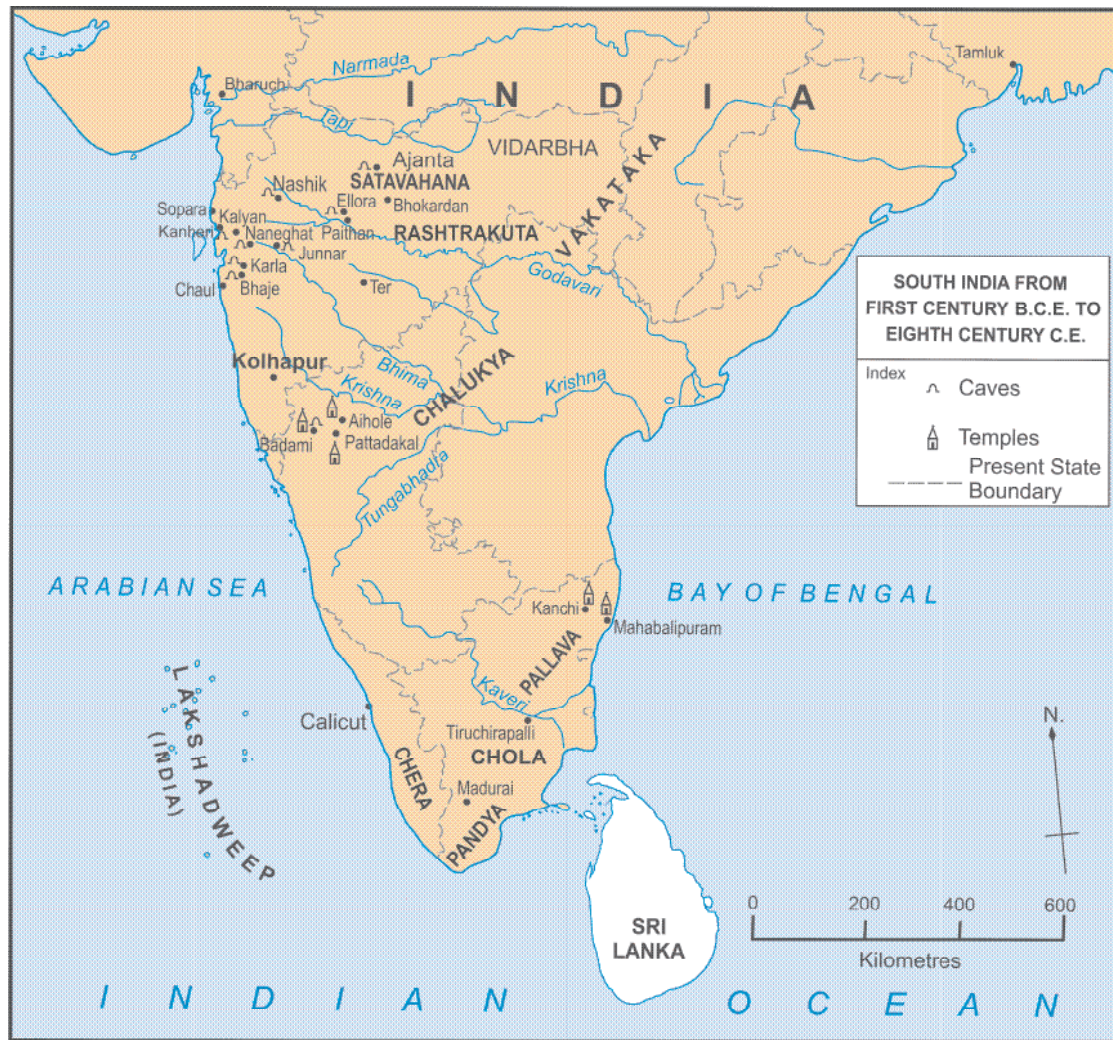 Tamluk
Narmada
Bharuch
I N D I A
Tapi
VIDARBHA
Ajanta
SATAVAHANA
Nashik
Ellora
Bhokardan
VAKATAKA
Sopara
Kalyan
Kanheri
Naneghat
Paithan
RASHTRAKUTA
Junnar
Karla
Godavari
Chaul
Bhaje
Ter
SOUTH INDIA FROM
FIRST CENTURY B.C.E. TO
EIGHTH CENTURY C.E.
Index
Caves
Temples
Present State
Boundary
Kolhapur
Bhima
Krishna
CHALUKYA
Krishna
Aihole
Badami
Pattadakal
Tungabhadra
ARABIAN SEA
BAY OF BENGAL
Kanchi
Mahabalipuram
PALLAVA
Kaveri
LAKSHADWEEP
(INDIA)
Calicut
Tiruchirapalli
CHOLA
CHERA
Madurai
PANDYA
N.
SRI
LANKA
0 200 400 600
Kilometres
I N D I A N O C E A N